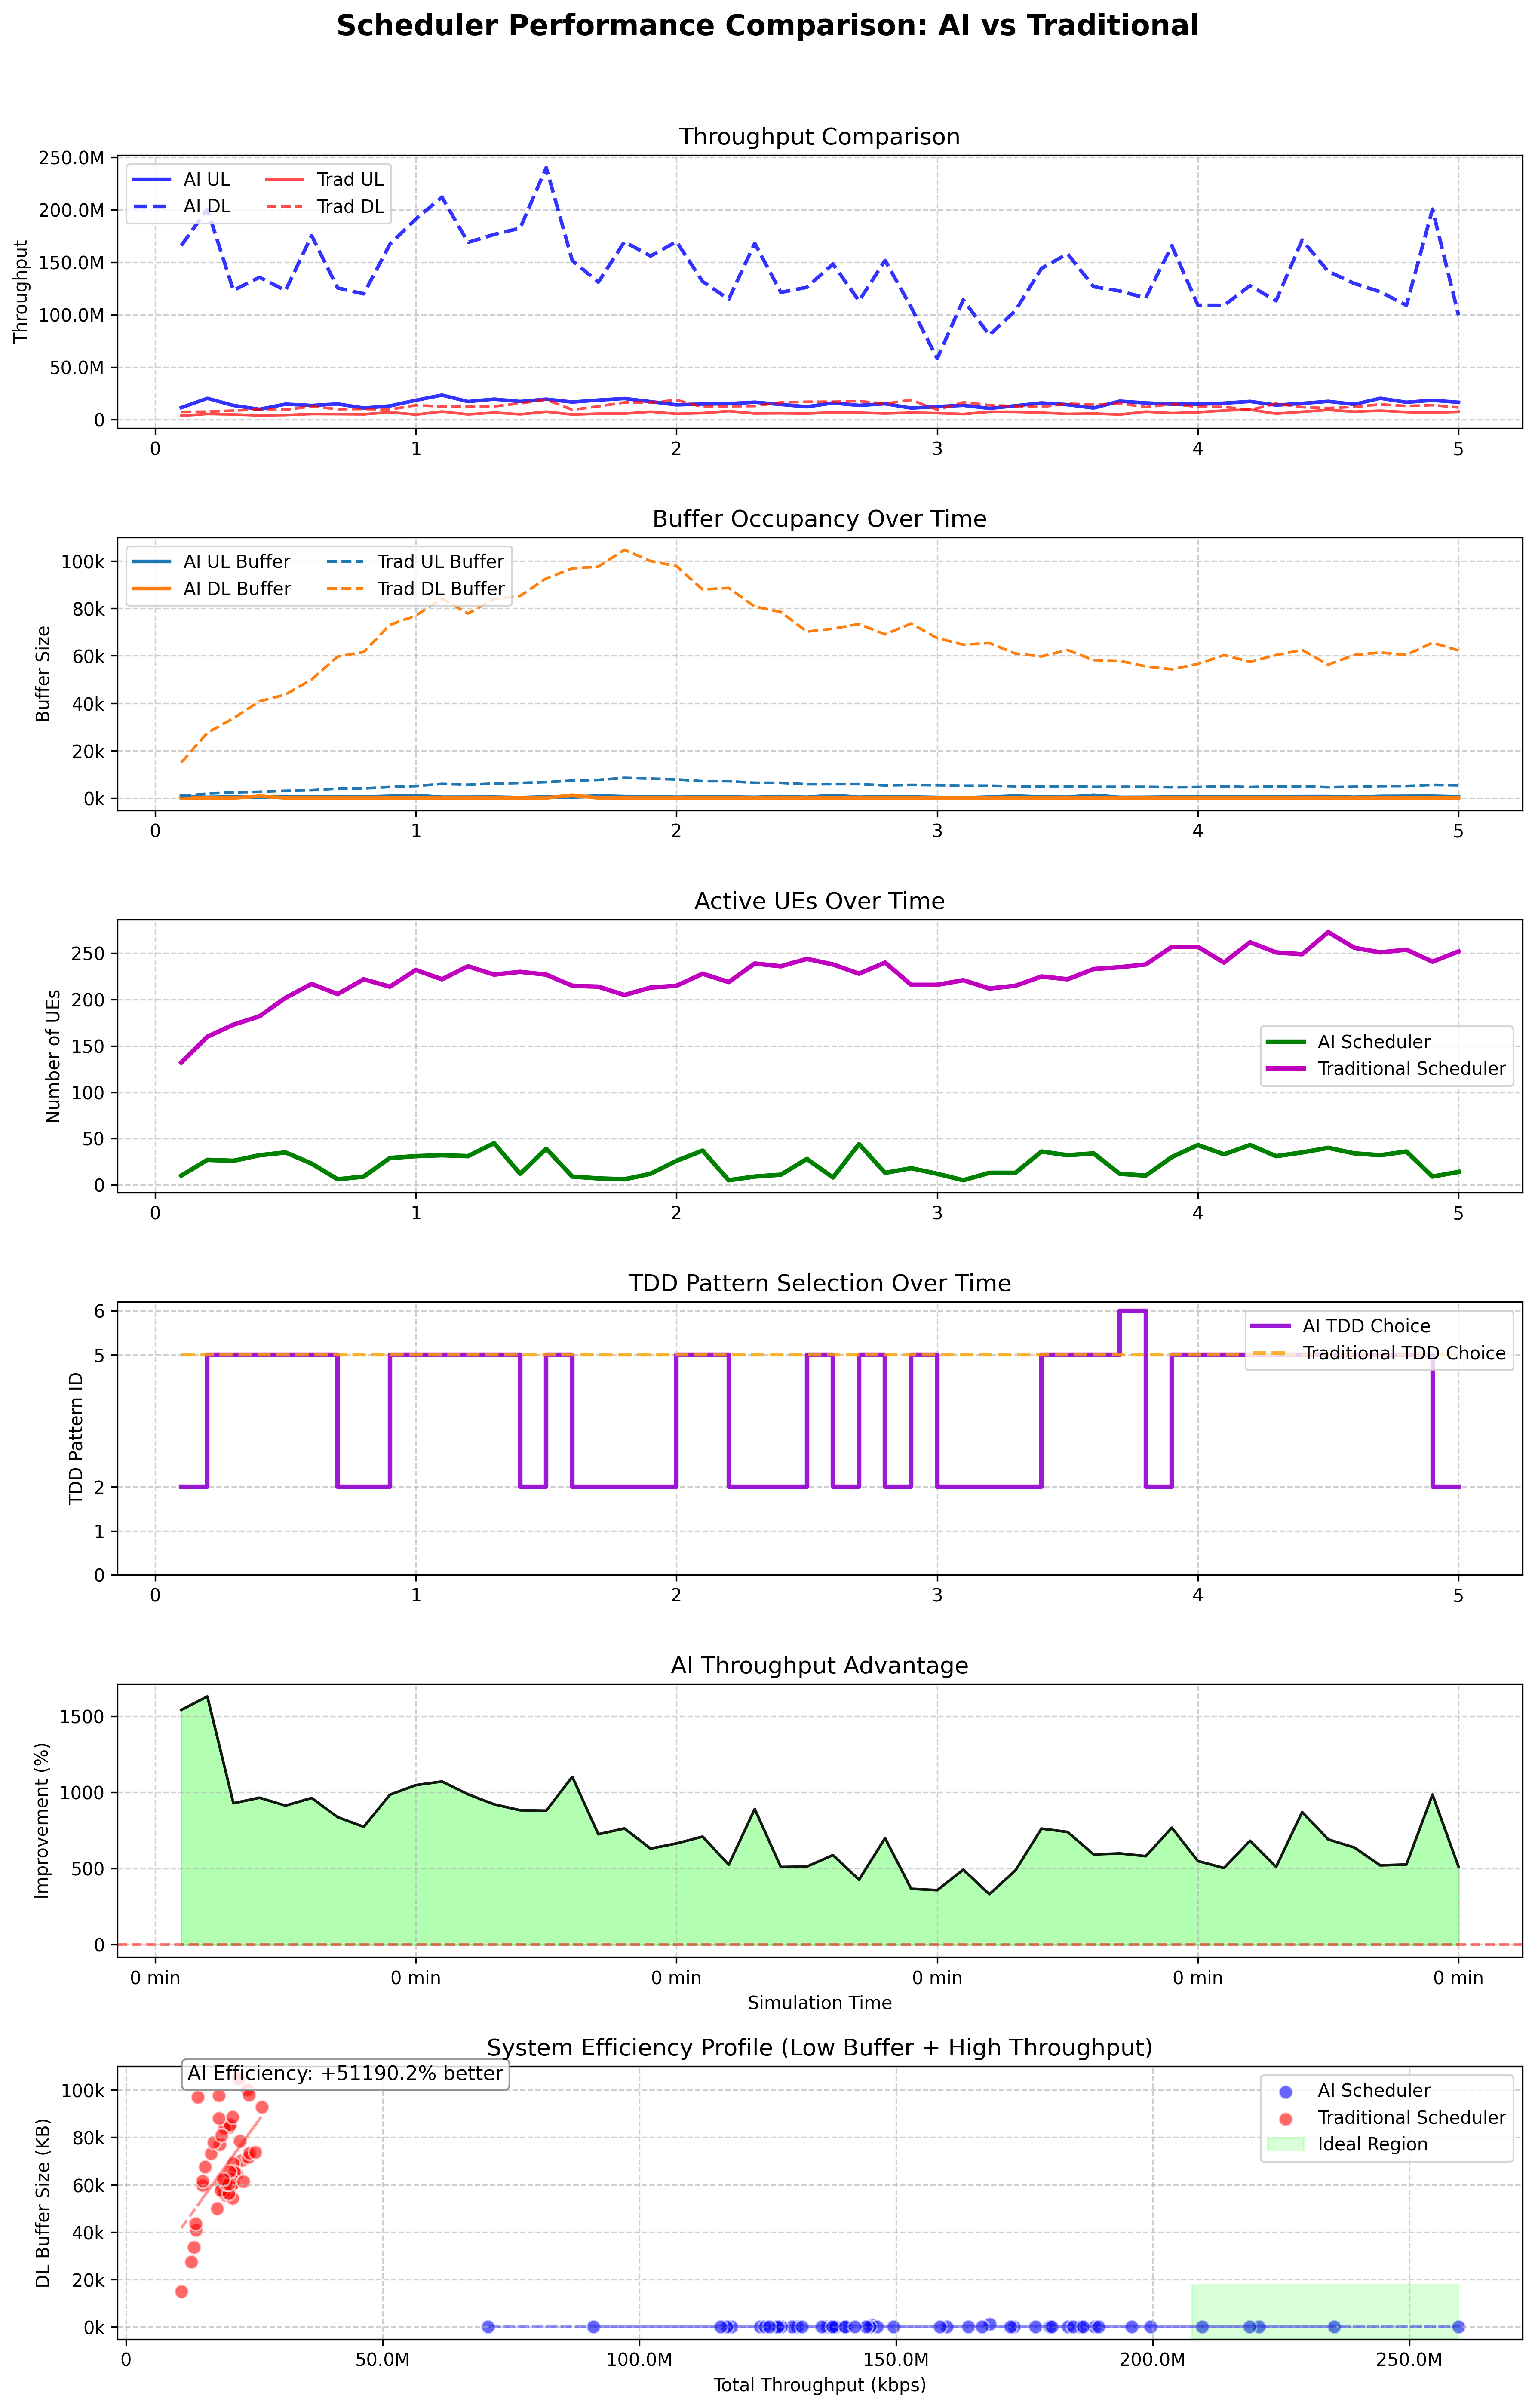 Scheduler Performance Comparison: AI vs Traditional
Throughput Comparison
250.0M
200.0M
150.0M
100.0M
50.0M
0
Throughput
AI UL
AI DL
Trad UL
Trad DL
0 1 2 3 4 5
Buffer Occupancy Over Time
100k
80k
60k
40k
20k
0k
Buffer Size
AI UL Buffer
AI DL Buffer
Trad UL Buffer
Trad DL Buffer
0 1 2 3 4 5
Active UEs Over Time
250
200
150
100
50
0
Number of UEs
AI Scheduler
Traditional Scheduler
0 1 2 3 4 5
TDD Pattern Selection Over Time
6
5
2
1
0
TDD Pattern ID
AI TDD Choice
Traditional TDD Choice
0 1 2 3 4 5
AI Throughput Advantage
1500
1000
500
0
Improvement (%)
0 min 0 min 0 min 0 min 0 min 0 min
Simulation Time
System Efficiency Profile (Low Buffer + High Throughput)
AI Efficiency: +51190.2% better
100k
80k
60k
40k
20k
0k
DL Buffer Size (KB)
AI Scheduler
Traditional Scheduler
Ideal Region
0 50.0M 100.0M 150.0M 200.0M 250.0M
Total Throughput (kbps)